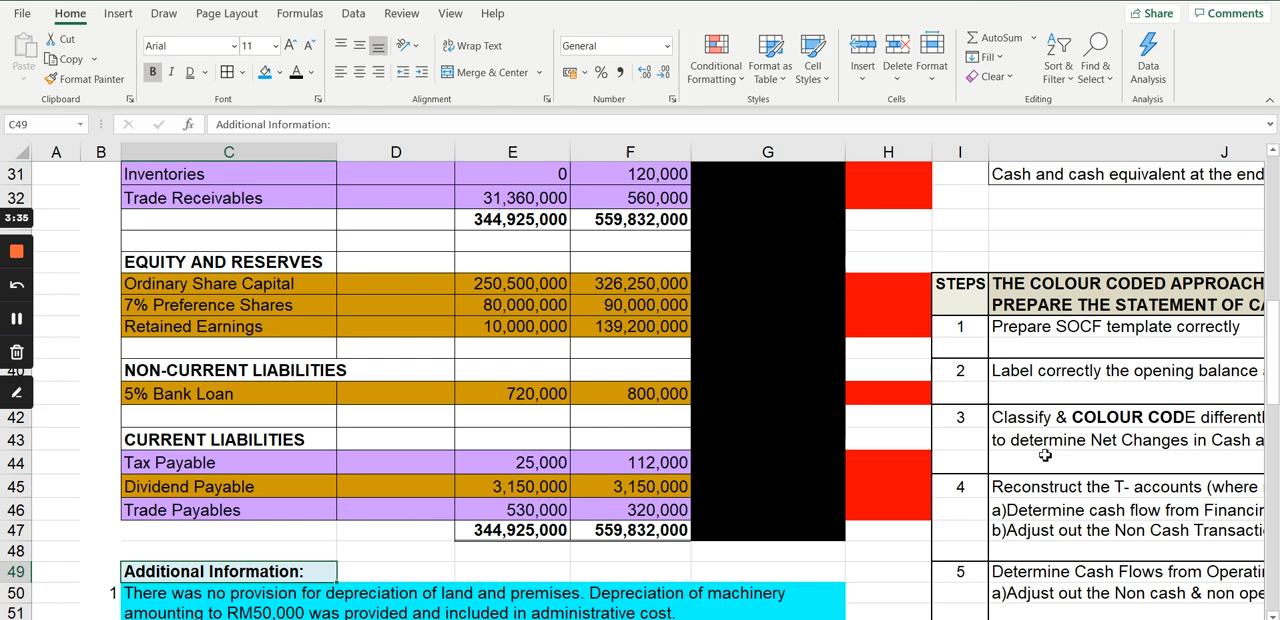 File Home Insert Draw Page Layout Formulas Data Review View Help Share Comments
Paste Cut Copy Format Painter Clipboard
Arial 11 A A B I D A Font
Wrap Text Merge & Center Alignment
General % Number
Conditional Formatting Format as Table Cell Styles Styles
Insert Delete Format Cells
AutoSum Fill Clear Sort & Filter Find & Select Editing
Data Analysis Analysis
C49 fx Additional Information:
A B C D E F G H I J
31 Inventories 0 120,000 Cash and cash equivalent at the end
32 Trade Receivables 31,360,000 560,000
3:35 344,925,000 559,832,000
EQUITY AND RESERVES
Ordinary Share Capital 250,500,000 326,250,000 STEPS THE COLOUR CODED APPROACH
7% Preference Shares 80,000,000 90,000,000 PREPARE THE STATEMENT OF CA
Retained Earnings 10,000,000 139,200,000 1 Prepare SOCF template correctly
40 NON-CURRENT LIABILITIES 2 Label correctly the opening balance
5% Bank Loan 720,000 800,000
42 3 Classify & COLOUR CODE different
43 CURRENT LIABILITIES to determine Net Changes in Cash a
44 Tax Payable 25,000 112,000
45 Dividend Payable 3,150,000 3,150,000 4 Reconstruct the T- accounts (where
46 Trade Payables 530,000 320,000 a)Determine cash flow from Financin
47 344,925,000 559,832,000 b)Adjust out the Non Cash Transacti
48
49 Additional Information: 5 Determine Cash Flows from Operati
50 1 There was no provision for depreciation of land and premises. Depreciation of machinery a)Adjust out the Non cash & non ope
51 amounting to RM50,000 was provided and included in administrative cost.